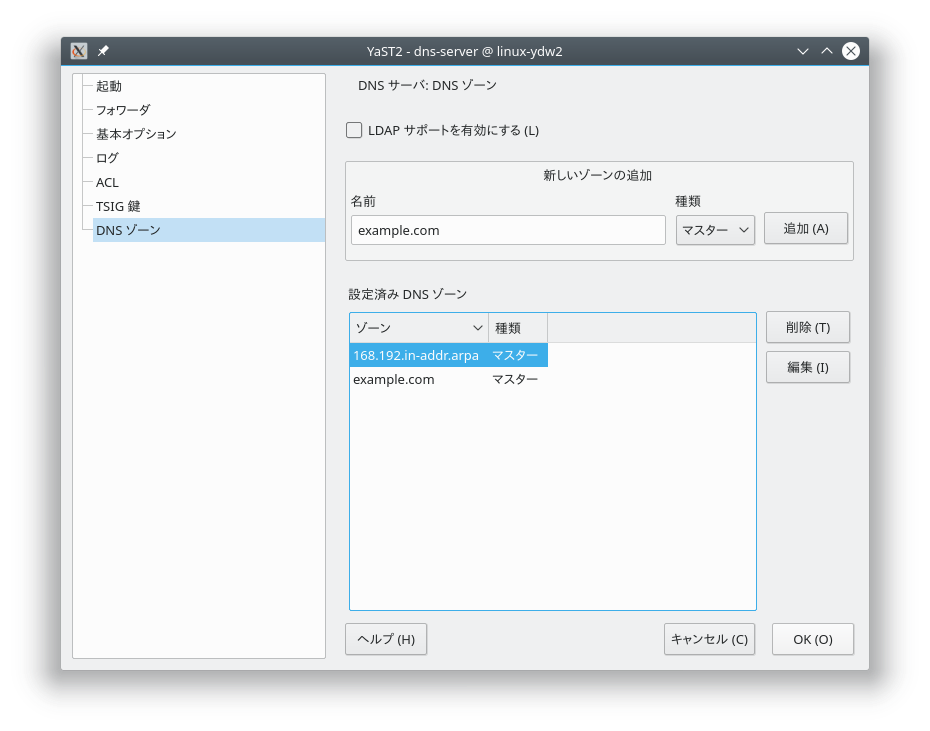 YaST2 - dns-server @ linux-ydw2
起動
フォワーダ
基本オプション
ログ
ACL
TSIG 鍵
DNS ゾーン
DNS サーバ: DNS ゾーン
LDAP サポートを有効にする (L)
新しいゾーンの追加
名前 種類
example.com マスター 追加 (A)
設定済み DNS ゾーン
ゾーン 種類 削除 (T)
168.192.in-addr.arpa マスター 編集 (I)
example.com マスター
ヘルプ (H) キャンセル (C) OK (O)